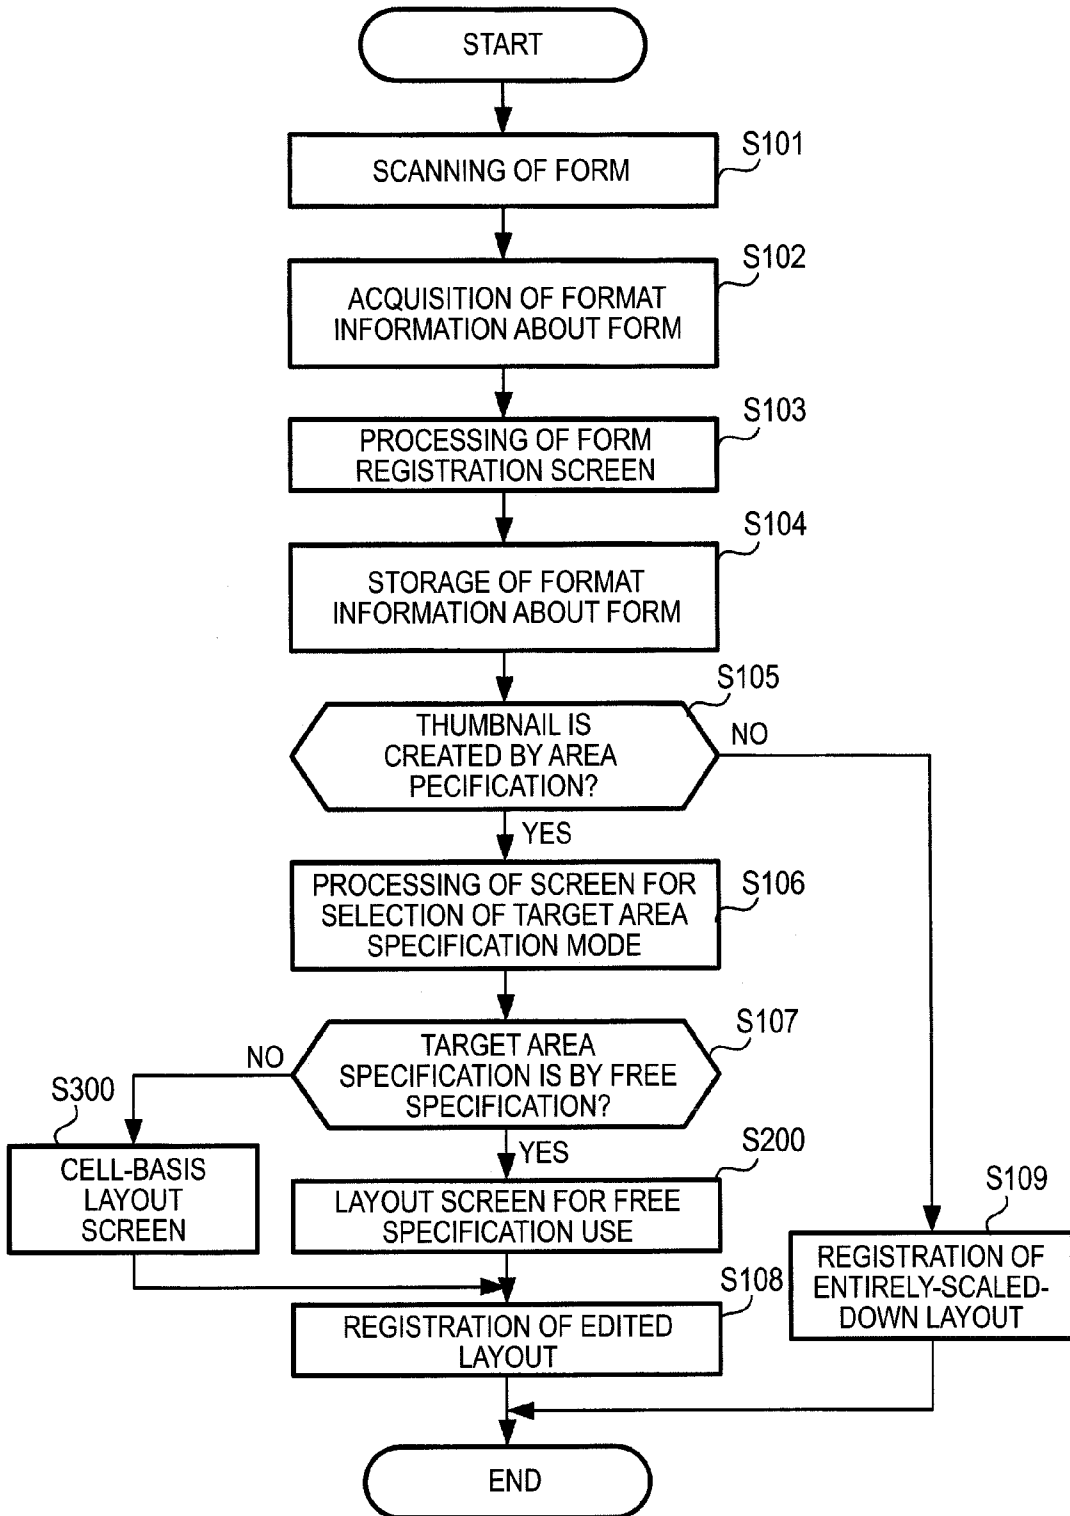 START
S101
SCANNING OF FORM
S102
ACQUISITION OF FORMAT
INFORMATION ABOUT FORM
S103
PROCESSING OF FORM
REGISTRATION SCREEN
S104
STORAGE OF FORMAT
INFORMATION ABOUT FORM
S105
THUMBNAIL IS
CREATED BY AREA
PECIFICATION?
NO
YES
S106
PROCESSING OF SCREEN FOR
SELECTION OF TARGET AREA
SPECIFICATION MODE
S107
TARGET AREA
SPECIFICATION IS BY FREE
SPECIFICATION?
NO
YES
S300
CELL-BASIS
LAYOUT
SCREEN
S200
LAYOUT SCREEN FOR FREE
SPECIFICATION USE
S109
REGISTRATION OF
ENTIRELY-SCALED-
DOWN LAYOUT
S108
REGISTRATION OF EDITED
LAYOUT
END